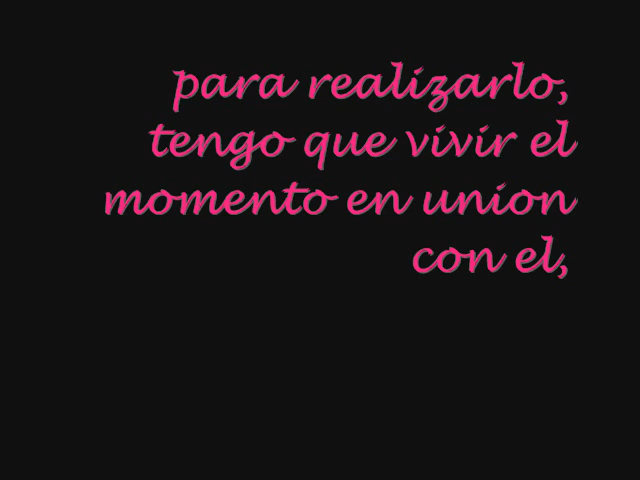 para realizarlo,
tengo que vivir el
momento en union
con el,